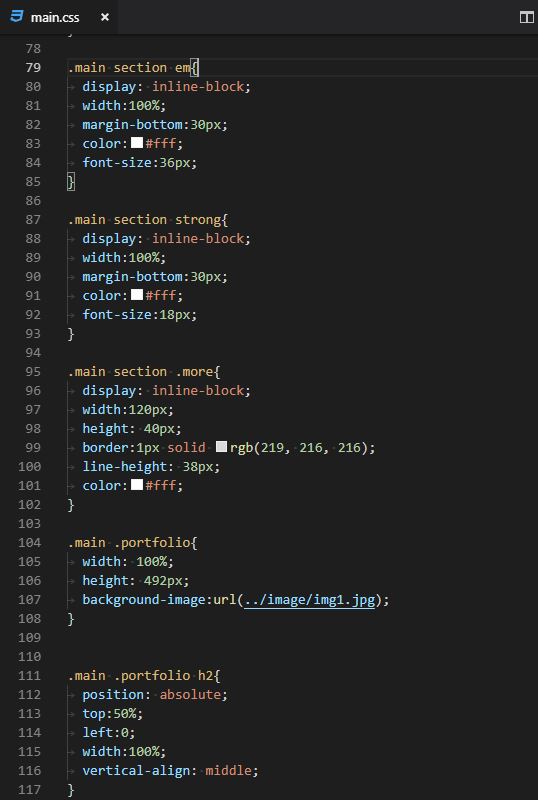 main.css ×
}
78
79 .main section em{
80 display: inline-block;
81 width:100%;
82 margin-bottom:30px;
83 color:#fff;
84 font-size:36px;
85 }
86
87 .main section strong{
88 display: inline-block;
89 width:100%;
90 margin-bottom:30px;
91 color:#fff;
92 font-size:18px;
93 }
94
95 .main section .more{
96 display: inline-block;
97 width:120px;
98 height: 40px;
99 border:1px solid rgb(219, 216, 216);
100 line-height: 38px;
101 color:#fff;
102 }
103
104 .main .portfolio{
105 width: 100%;
106 height: 492px;
107 background-image:url(../image/img1.jpg);
108 }
109
110
111 .main .portfolio h2{
112 position: absolute;
113 top:50%;
114 left:0;
115 width:100%;
116 vertical-align: middle;
117 }